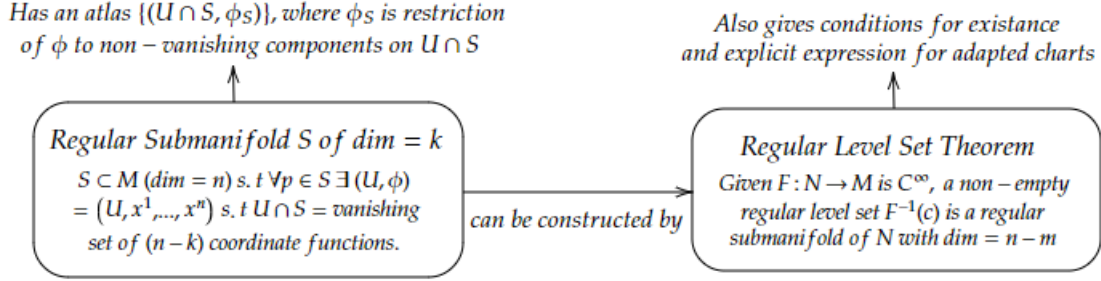 Has an atlas {(U ∩ S, ϕ_S)}, where ϕ_S is restriction
of ϕ to non − vanishing components on U ∩ S
Also gives conditions for existance
and explicit expression for adapted charts
Regular Submanifold S of dim = k
S ⊂ M (dim = n) s. t ∀p ∈ S ∃ (U, ϕ)
= (U, x¹,..., xⁿ) s. t U ∩ S = vanishing
set of (n − k) coordinate functions.
can be constructed by
Regular Level Set Theorem
Given F : N → M is C^∞, a non − empty
regular level set F⁻¹(c) is a regular
submanifold of N with dim = n − m